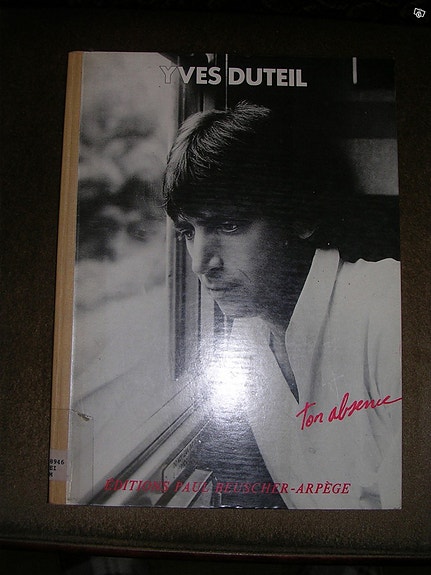 YVES DUTEIL
ton absence
EDITIONS PAUL BEUSCHER-ARPÈGE